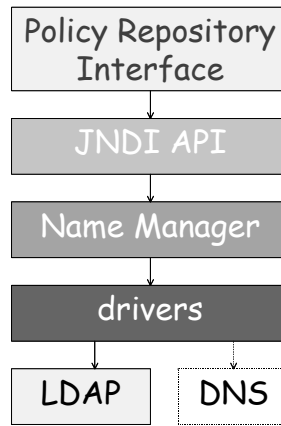 Policy Repository
Interface
JNDI API
Name Manager
drivers
LDAP
DNS